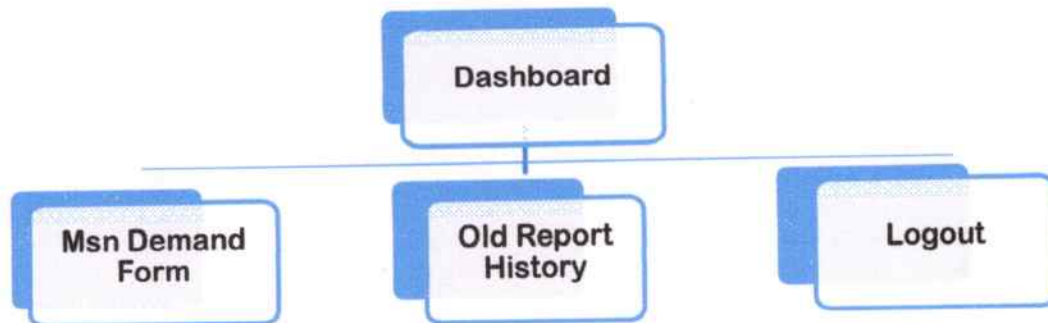 Dashboard
Msn Demand
Form
Old Report
History
Logout